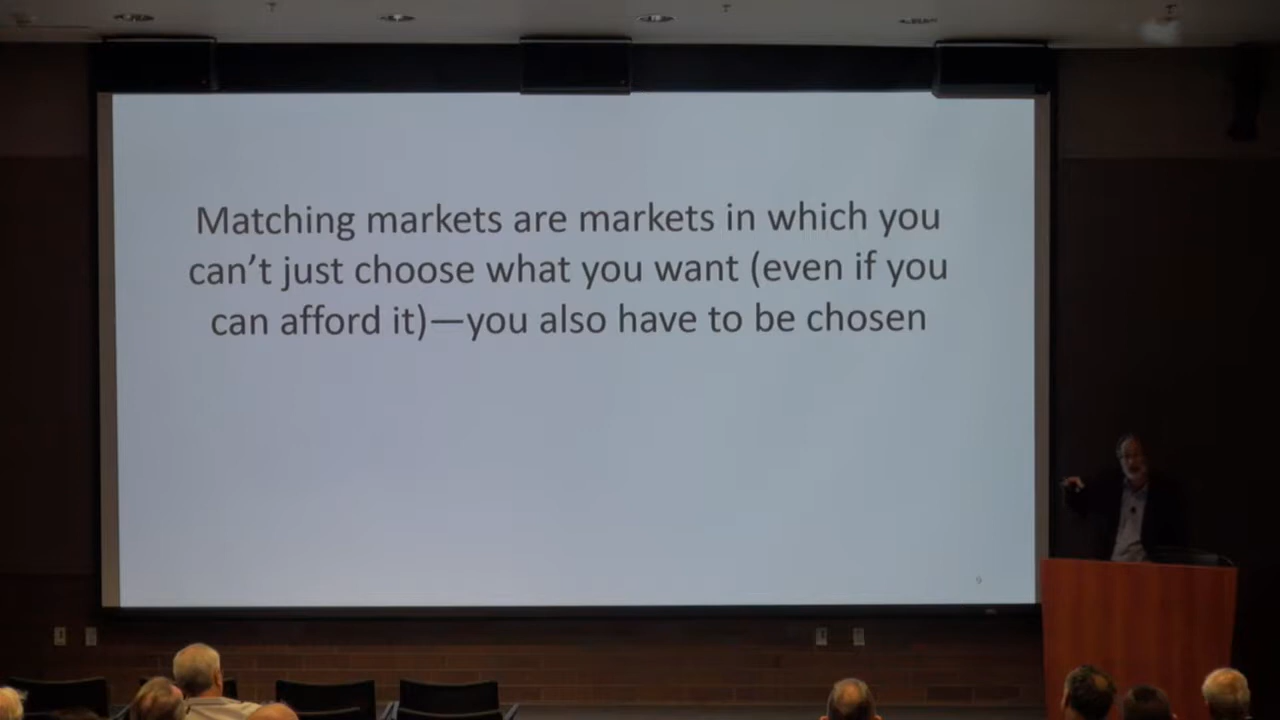 Matching markets are markets in which you
can't just choose what you want (even if you
can afford it)—you also have to be chosen
9